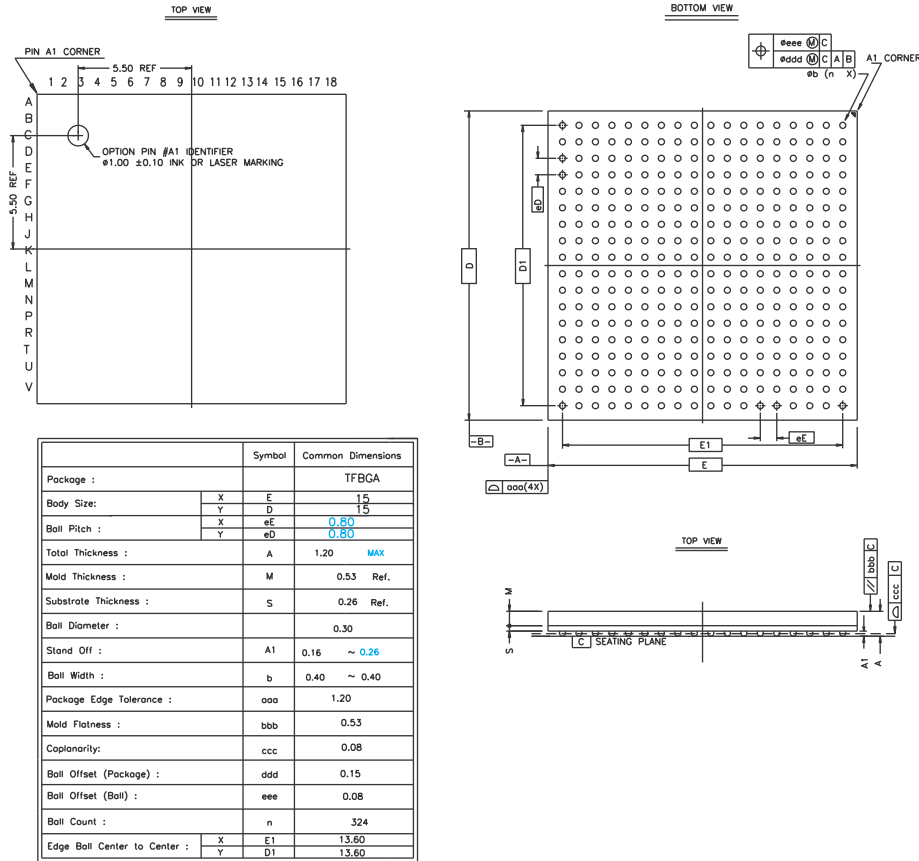 TOP VIEW
PIN A1 CORNER
5.50 REF
1 2 3 4 5 6 7 8 9 10 11 12 13 14 15 16 17 18
A
B
C
D
E
F
G
H
J
K
L
M
N
P
R
T
U
V
OPTION PIN #A1 IDENTIFIER
ø1.00 ±0.10 INK OR LASER MARKING
5.50 REF
BOTTOM VIEW
øeee Ⓜ C
øddd Ⓜ C A B
øb (n X)
A1 CORNER
eD
D
D1
-B-
E1
eE
-A-
E
aaa(4X)
Symbol Common Dimensions
Package : TFBGA
Body Size: X E 15
Y D 15
Ball Pitch : X eE 0.80
Y eD 0.80
Total Thickness : A 1.20 MAX
Mold Thickness : M 0.53 Ref.
Substrate Thickness : S 0.26 Ref.
Ball Diameter : 0.30
Stand Off : A1 0.16 ~ 0.26
Ball Width : b 0.40 ~ 0.40
Package Edge Tolerance : aaa 1.20
Mold Flatness : bbb 0.53
Coplanarity: ccc 0.08
Ball Offset (Package) : ddd 0.15
Ball Offset (Ball) : eee 0.08
Ball Count : n 324
Edge Ball Center to Center : X E1 13.60
Y D1 13.60
TOP VIEW
M
S
C SEATING PLANE
// bbb C
ccc C
A1
A